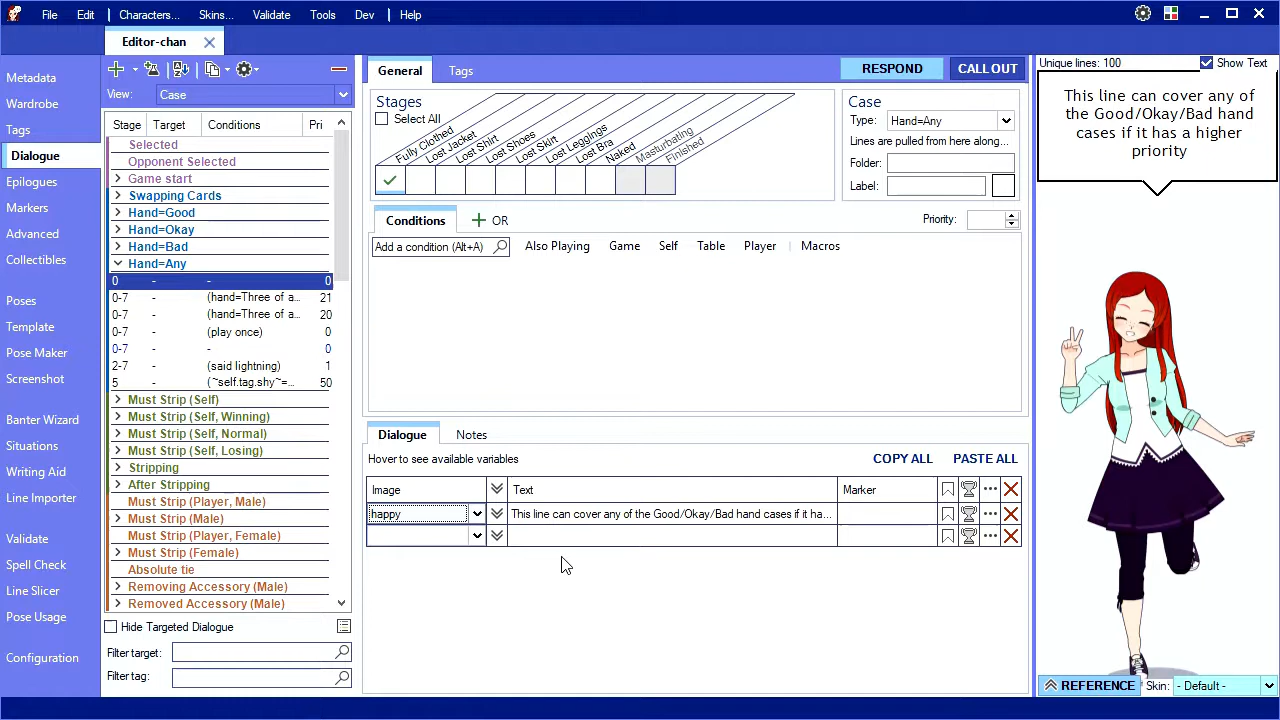 File Edit Characters... Skins... Validate Tools Dev Help
Editor-chan
Metadata
Wardrobe
Tags
Dialogue
Epilogues
Markers
Advanced
Collectibles
Poses
Template
Pose Maker
Screenshot
Banter Wizard
Situations
Writing Aid
Line Importer
Validate
Spell Check
Line Slicer
Pose Usage
Configuration
View: Case
Stage Target Conditions Pri
Selected
Opponent Selected
Game start
Swapping Cards
Hand=Good
Hand=Okay
Hand=Bad
Hand=Any
0 - - 0
0-7 - (hand=Three of a... 21
0-7 - (hand=Three of a... 20
0-7 - (play once) 0
0-7 - - 0
2-7 - (said lightning) 1
5 - (~self.tag.shy~=... 50
Must Strip (Self)
Must Strip (Self, Winning)
Must Strip (Self, Normal)
Must Strip (Self, Losing)
Stripping
After Stripping
Must Strip (Player, Male)
Must Strip (Male)
Must Strip (Player, Female)
Must Strip (Female)
Absolute tie
Removing Accessory (Male)
Removed Accessory (Male)
Hide Targeted Dialogue
Filter target:
Filter tag:
General Tags
RESPOND CALL OUT
Stages
Select All
Fully Clothed
Lost Jacket
Lost Shirt
Lost Shoes
Lost Skirt
Lost Leggings
Lost Bra
Naked
Masturbating
Finished
Case
Type: Hand=Any
Lines are pulled from here along...
Folder:
Label:
Conditions OR
Priority:
Add a condition (Alt+A) Also Playing Game Self Table Player Macros
Dialogue Notes
Hover to see available variables
COPY ALL PASTE ALL
Image Text Marker
happy This line can cover any of the Good/Okay/Bad hand cases if it ha...
Unique lines: 100 Show Text
This line can cover any of
the Good/Okay/Bad hand
cases if it has a higher
priority
REFERENCE Skin: - Default -